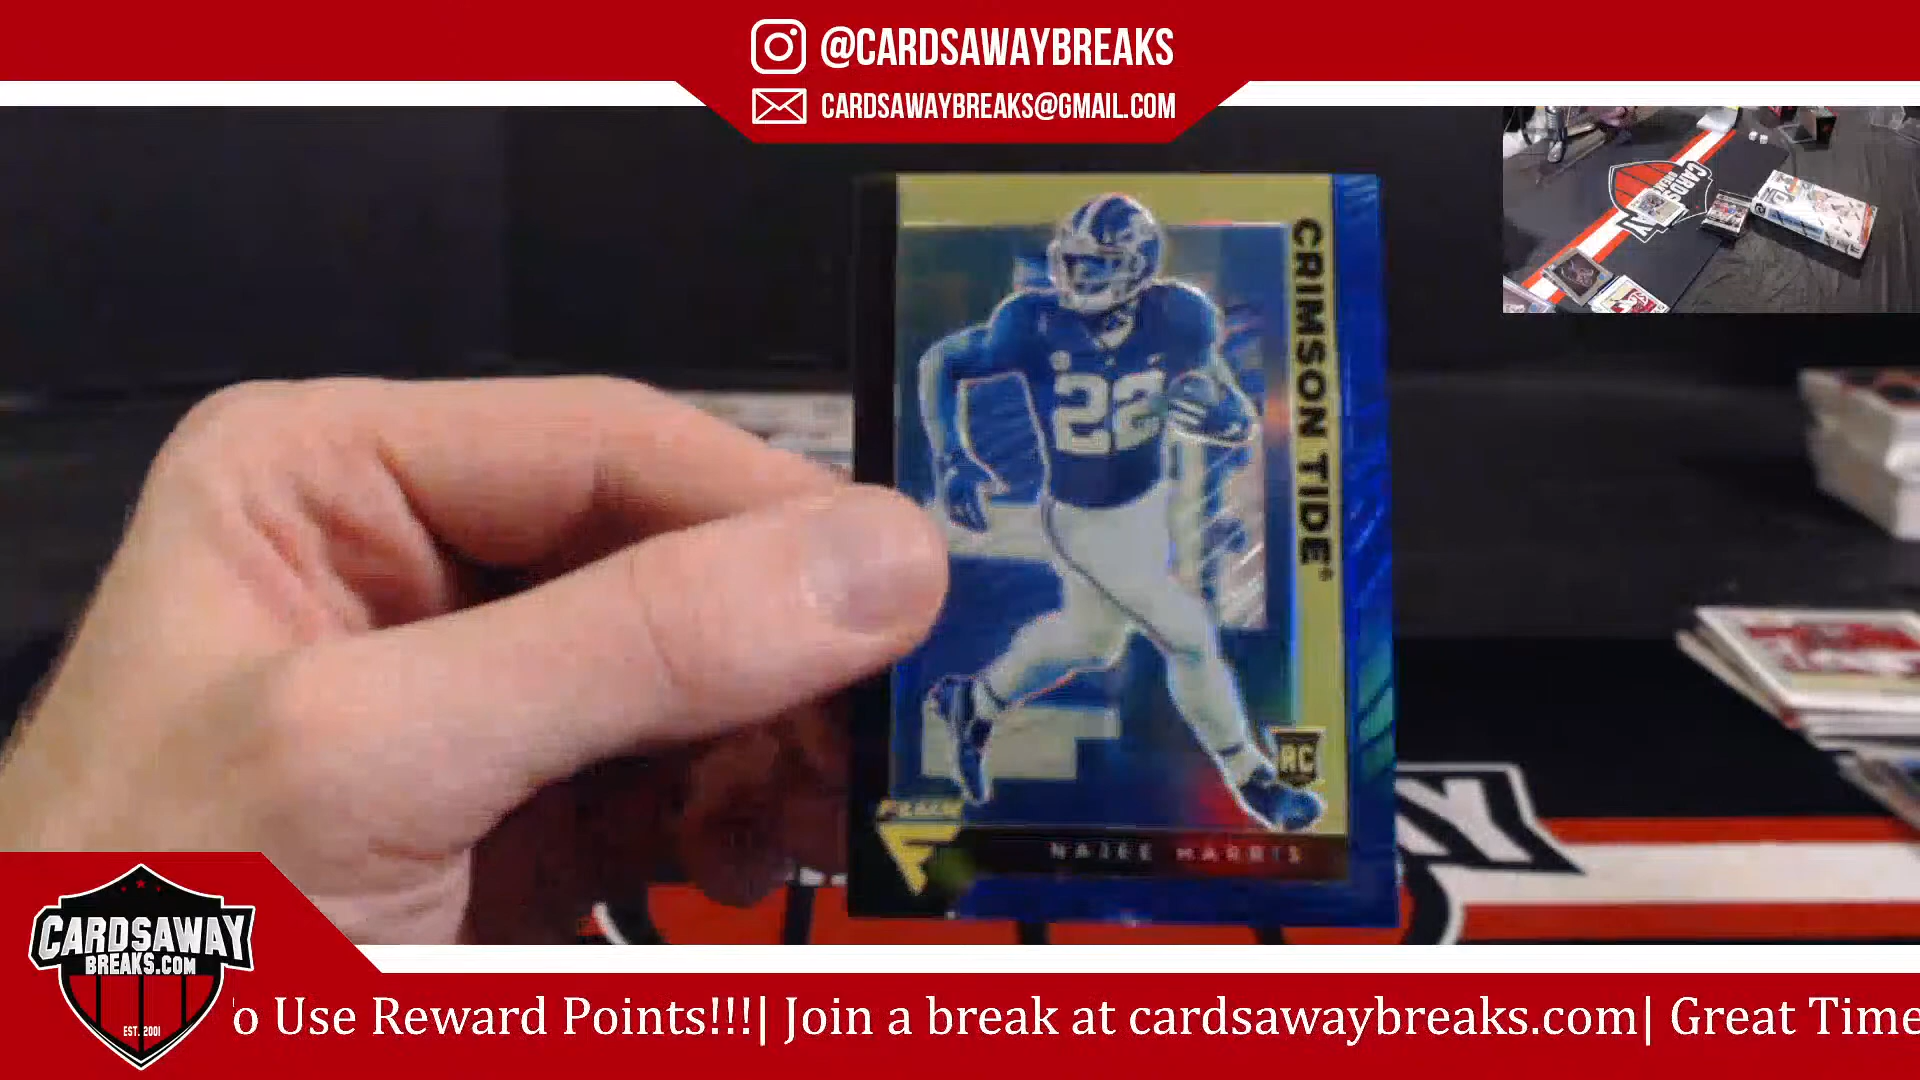 @CARDSAWAYBREAKS
CARDSAWAYBREAKS@GMAIL.COM
CRIMSON TIDE®
22
RC
NAJEE HARRIS
CARDSAWAY
BREAKS.COM
EST. 2001
o Use Reward Points!!!| Join a break at cardsawaybreaks.com| Great Time